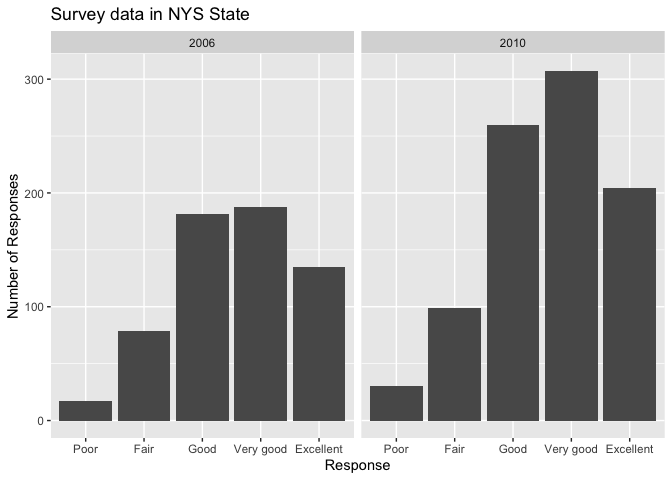 Survey data in NYS State
2006 2010
Number of Responses
300
200
100
0
Poor Fair Good Very good Excellent Poor Fair Good Very good Excellent
Response